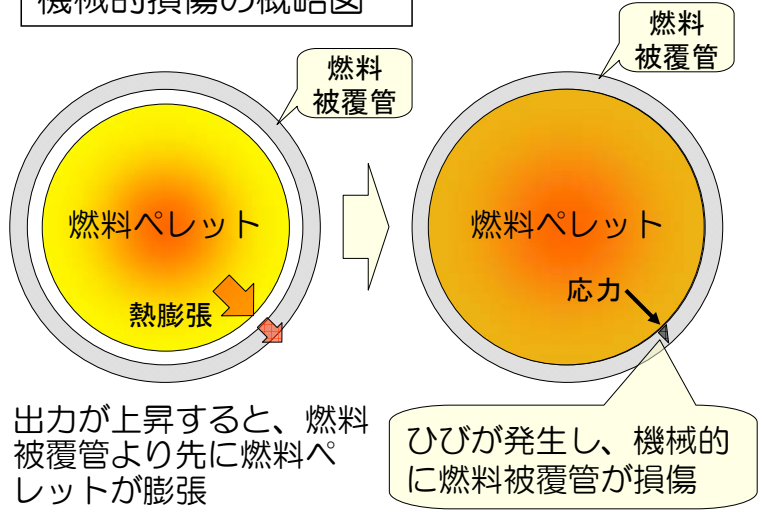 機械的損傷の概略図
燃料
被覆管
燃料ペレット
熱膨張
出力が上昇すると、燃料
被覆管より先に燃料ペ
レットが膨張
燃料
被覆管
燃料ペレット
応力
ひびが発生し、機械的
に燃料被覆管が損傷